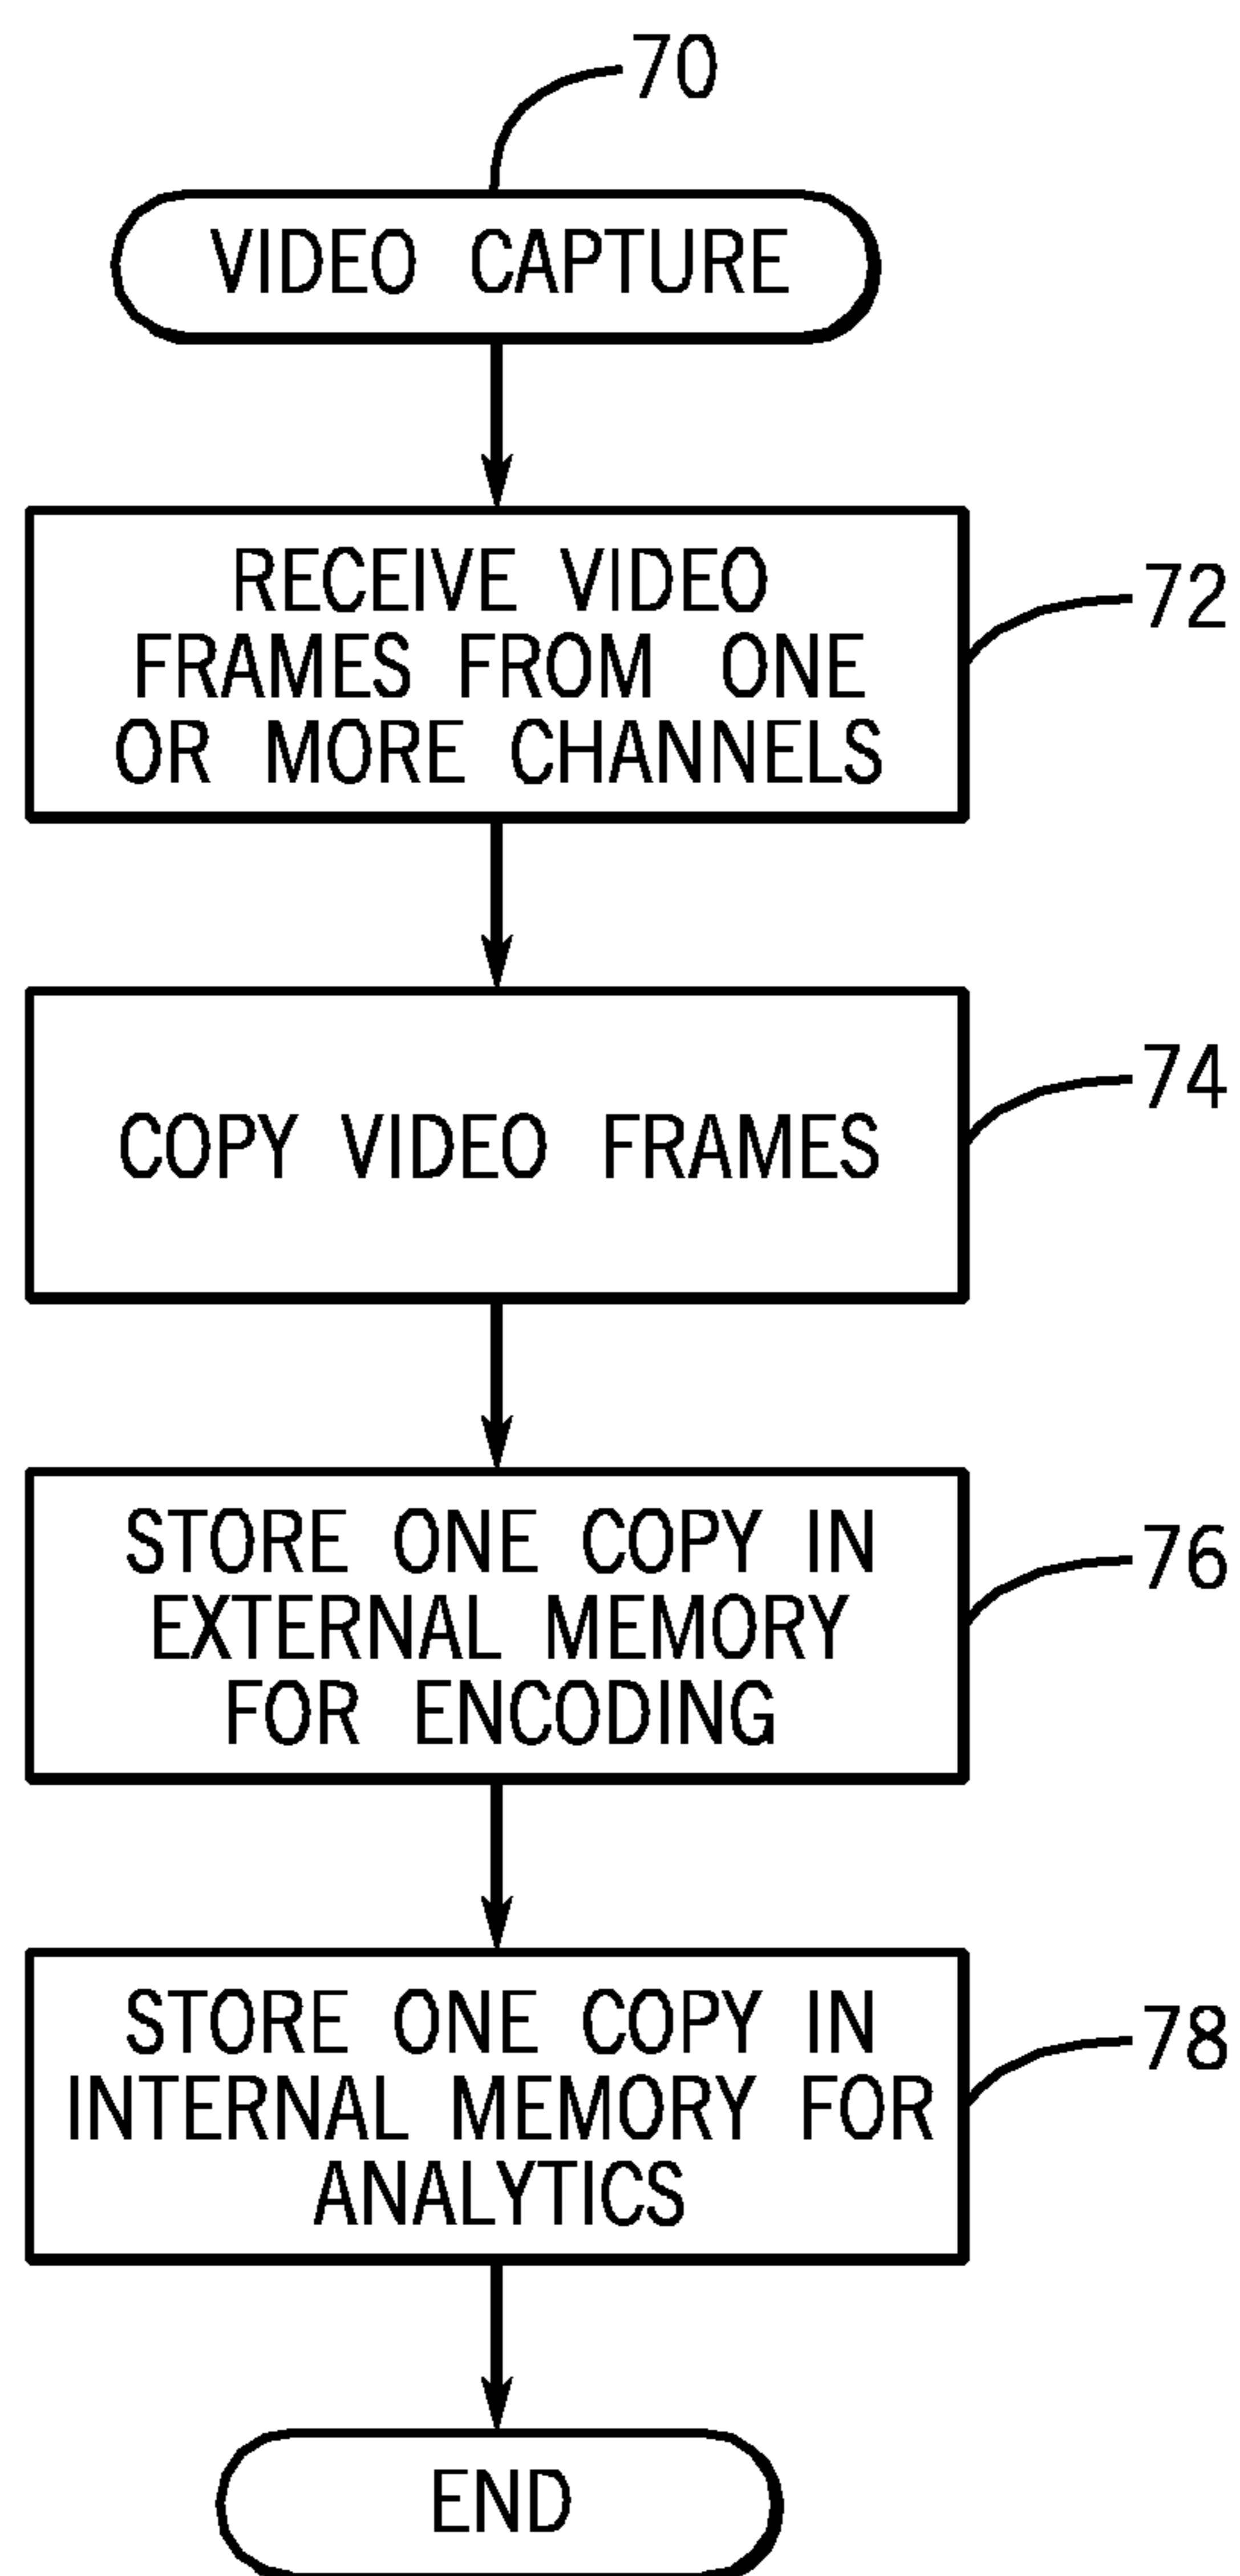 70
VIDEO CAPTURE
RECEIVE VIDEO
FRAMES FROM ONE
OR MORE CHANNELS
72
COPY VIDEO FRAMES
74
STORE ONE COPY IN
EXTERNAL MEMORY
FOR ENCODING
76
STORE ONE COPY IN
INTERNAL MEMORY FOR
ANALYTICS
78
END